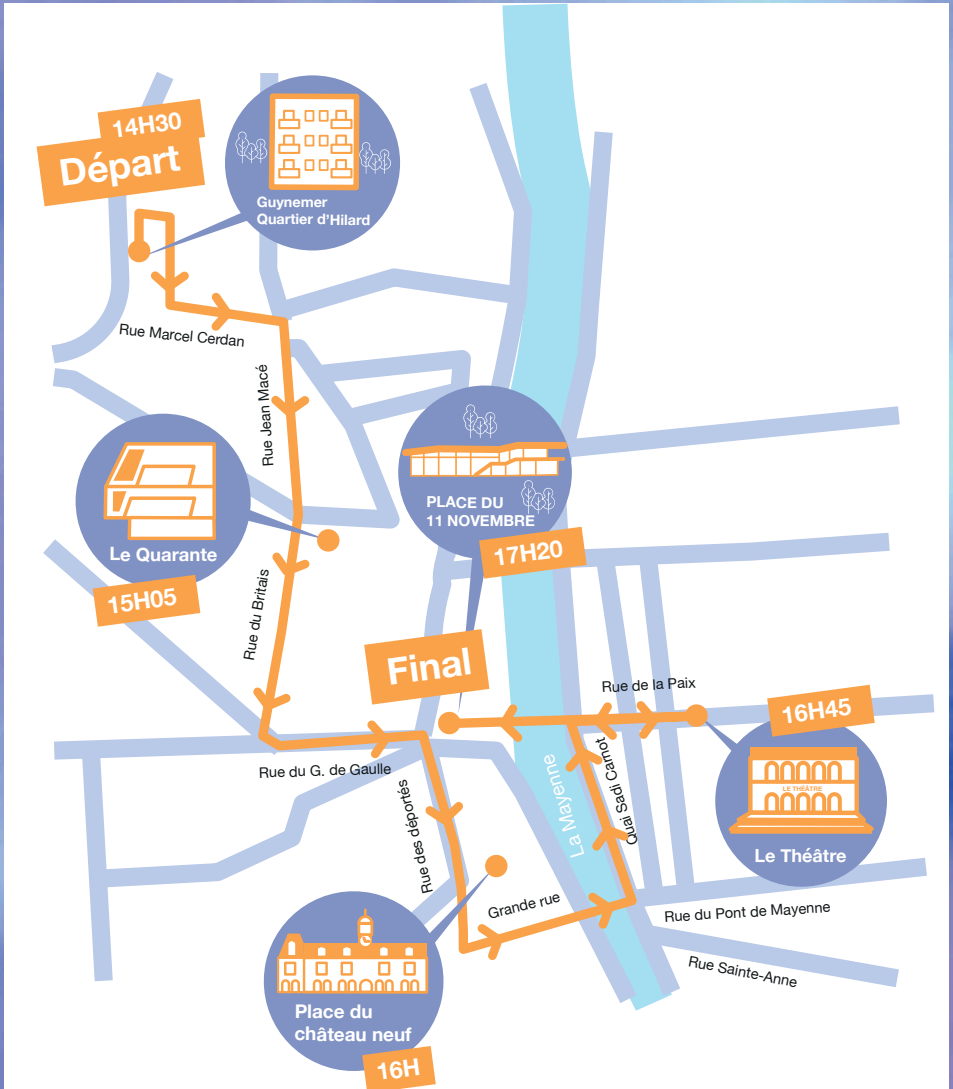 14H30
Départ
Guynemer
Quartier d'Hilard
Rue Marcel Cerdan
Rue Jean Macé
Le Quarante
15H05
PLACE DU
11 NOVEMBRE
17H20
Rue du Britais
Final
Rue de la Paix
16H45
LE THÉÂTRE
Le Théâtre
Rue du G. de Gaulle
La Mayenne
Quai Sadi Carnot
Rue des déportés
Grande rue
Rue du Pont de Mayenne
Rue Sainte-Anne
Place du
château neuf
16H